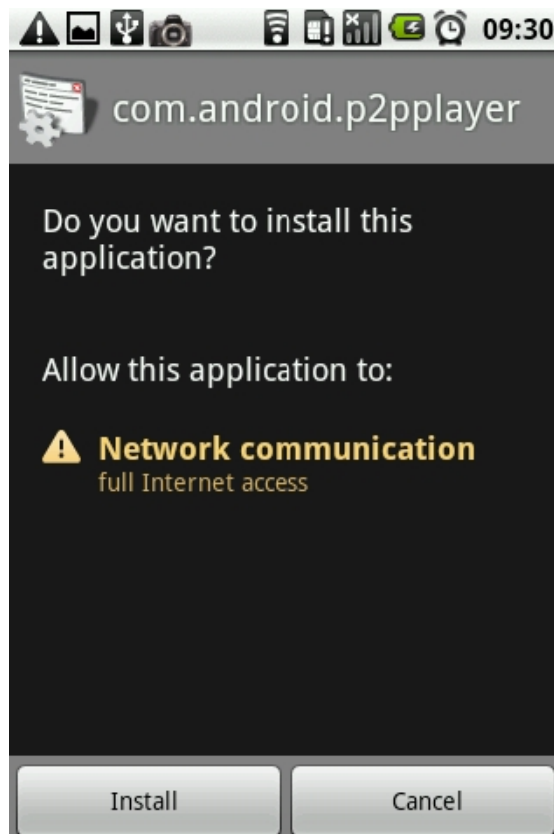 09:30
com.android.p2pplayer
Do you want to install this
application?
Allow this application to:
Network communication
full Internet access
Install
Cancel